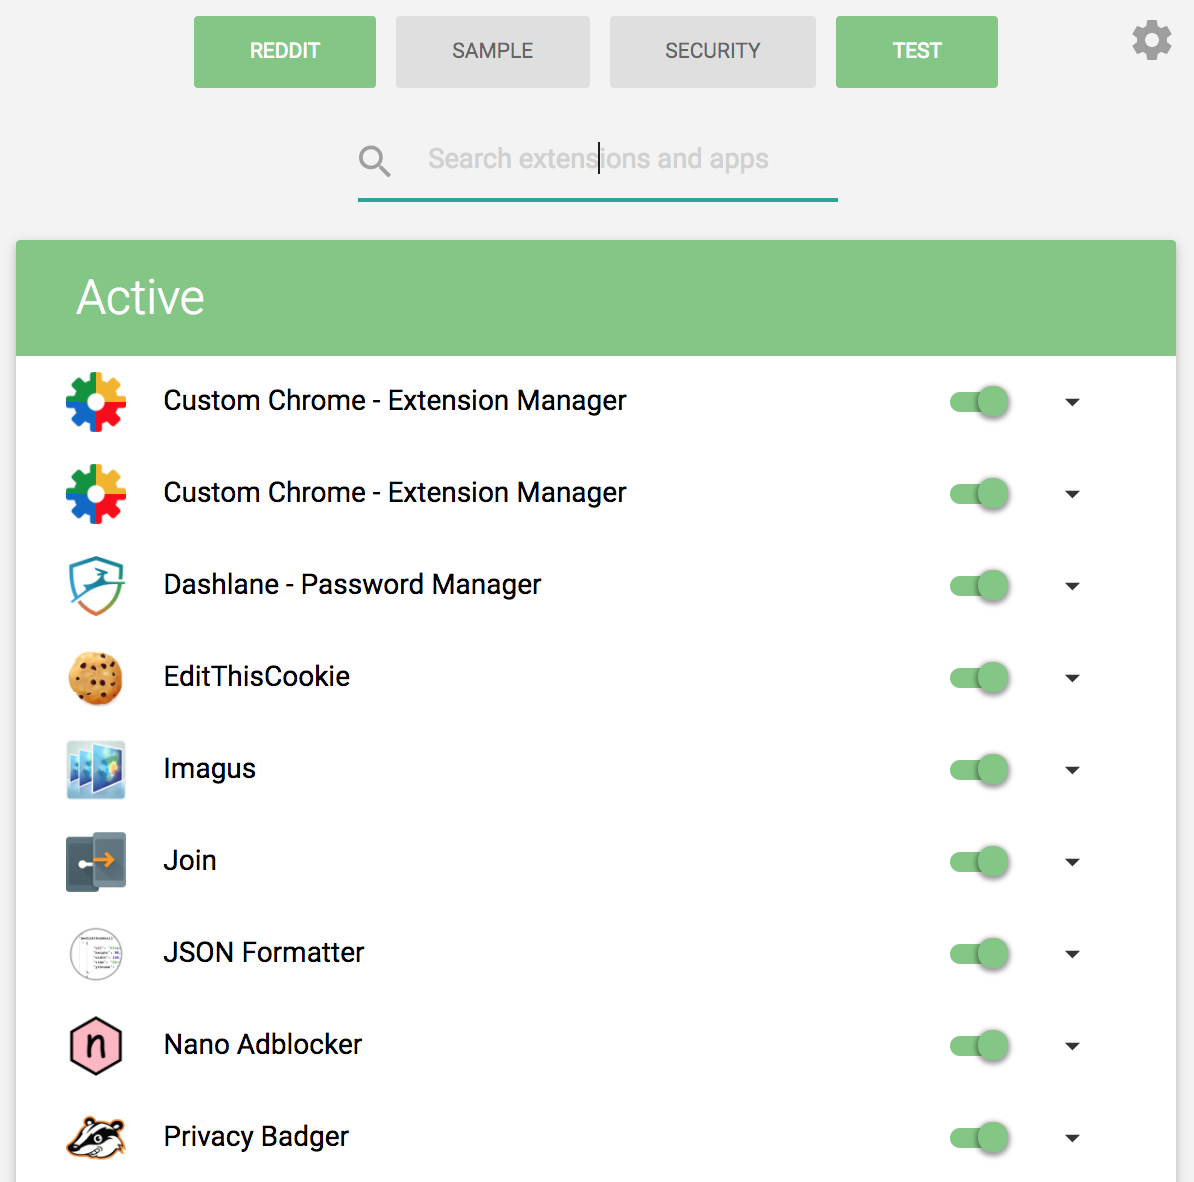 REDDIT SAMPLE SECURITY TEST
Search extensions and apps
Active
Custom Chrome - Extension Manager
Custom Chrome - Extension Manager
Dashlane - Password Manager
EditThisCookie
Imagus
Join
JSON Formatter
n
Nano Adblocker
Privacy Badger